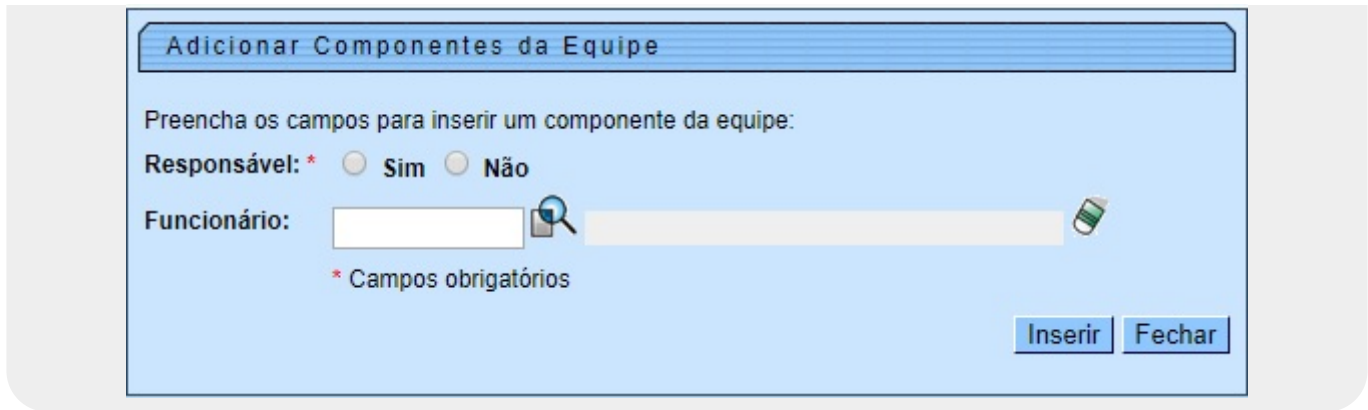 Adicionar Componentes da Equipe
Preencha os campos para inserir um componente da equipe:
Responsável: * Sim Não
Funcionário:
* Campos obrigatórios
Inserir Fechar